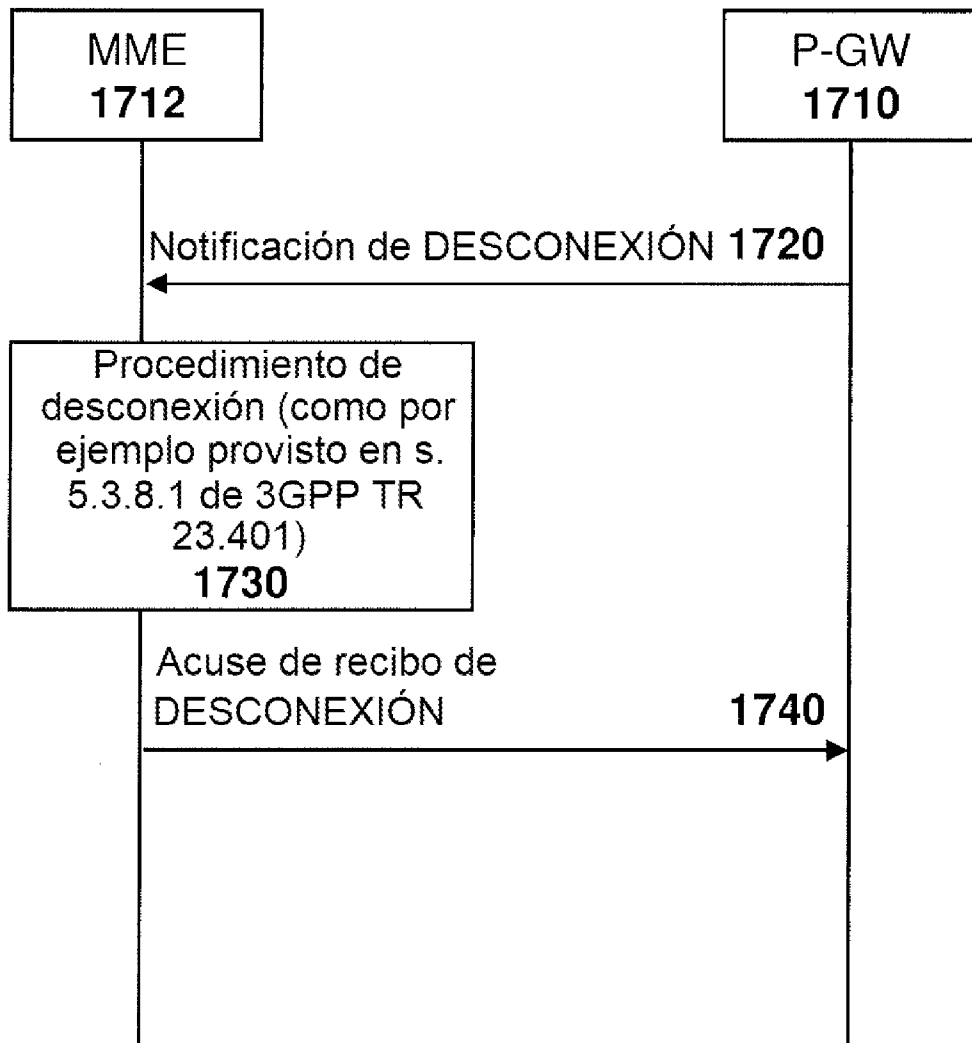 MME
1712
P-GW
1710
Notificación de DESCONEXIÓN 1720
Procedimiento de
desconexión (como por
ejemplo provisto en s.
5.3.8.1 de 3GPP TR
23.401)
1730
Acuse de recibo de
DESCONEXIÓN 1740